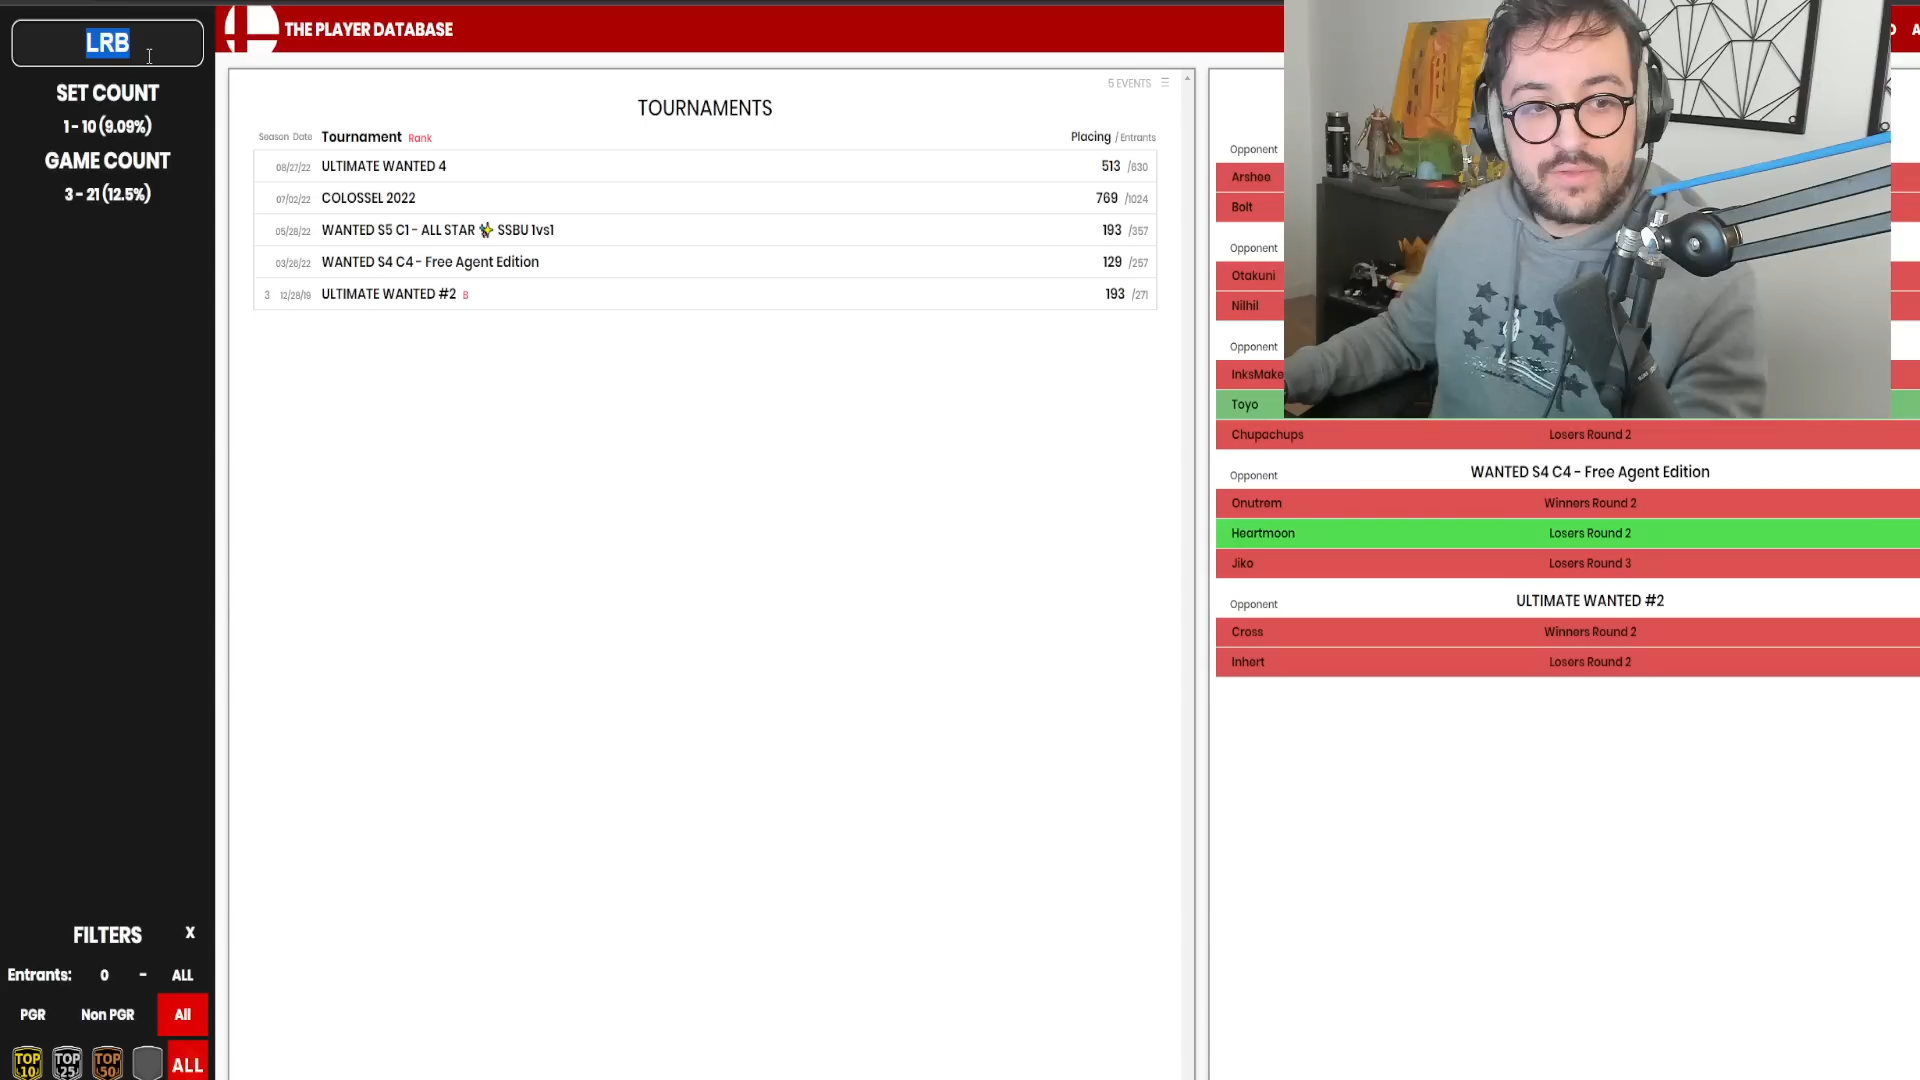 LRB
SET COUNT
1 - 10 (9.09%)
GAME COUNT
3 - 21 (12.5%)
THE PLAYER DATABASE
5 EVENTS
TOURNAMENTS
Season Date Tournament Rank Placing / Entrants
08/27/22 ULTIMATE WANTED 4 513 /630
07/02/22 COLOSSEL 2022 769 /1024
05/28/22 WANTED S5 C1 - ALL STAR SSBU 1vs1 193 /357
03/26/22 WANTED S4 C4 - Free Agent Edition 129 /257
3 12/28/19 ULTIMATE WANTED #2 B 193 /271
Opponent
Arshee
Bolt
Opponent
Otakuni
Nilhil
Opponent
InksMake
Toyo
Chupachups Losers Round 2
Opponent WANTED S4 C4 - Free Agent Edition
Onutrem Winners Round 2
Heartmoon Losers Round 2
Jiko Losers Round 3
Opponent ULTIMATE WANTED #2
Cross Winners Round 2
Inhert Losers Round 2
FILTERS X
Entrants: 0 - ALL
PGR Non PGR All
TOP 10 TOP 25 TOP 50 ALL